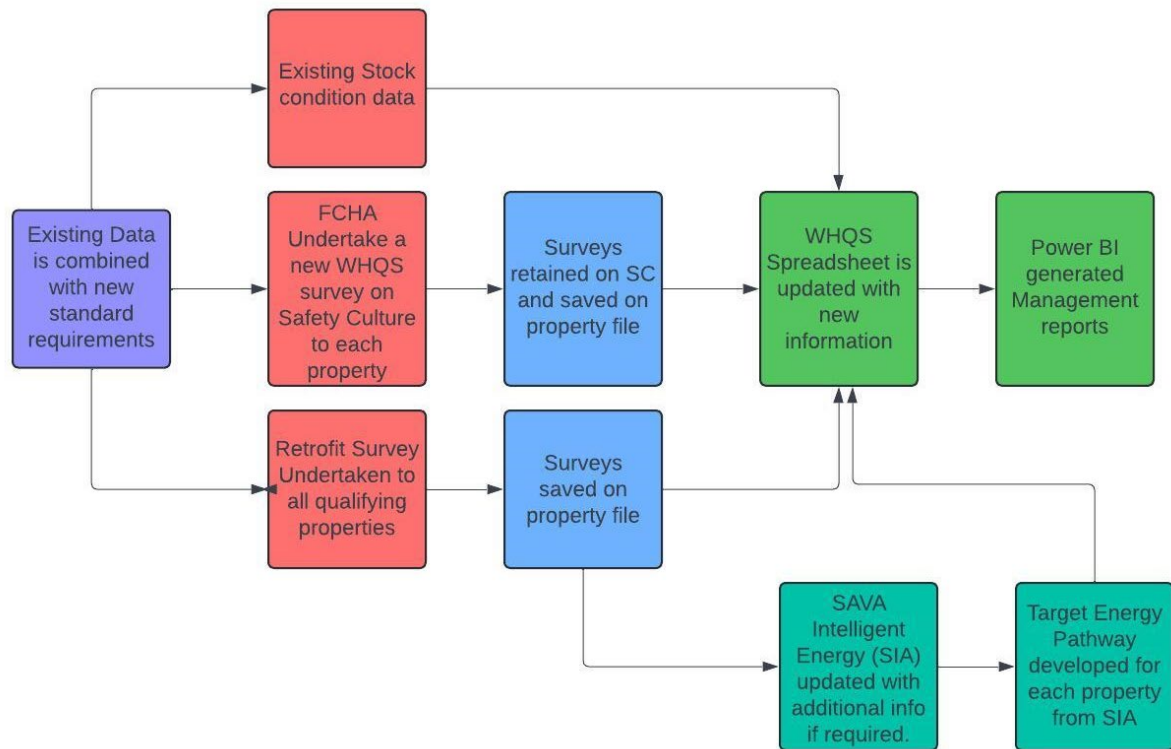 Existing Stock
condition data
Existing Data
is combined
with new
standard
requirements
FCHA
Undertake a
new WHQS
survey on
Safety Culture
to each
property
Surveys
retained on SC
and saved on
property file
WHQS
Spreadsheet is
updated with
new
information
Power BI
generated
Management
reports
Retrofit Survey
Undertaken to
all qualifying
properties
Surveys
saved on
property file
SAVA
Intelligent
Energy (SIA)
updated with
additional info
if required.
Target Energy
Pathway
developed for
each property
from SIA